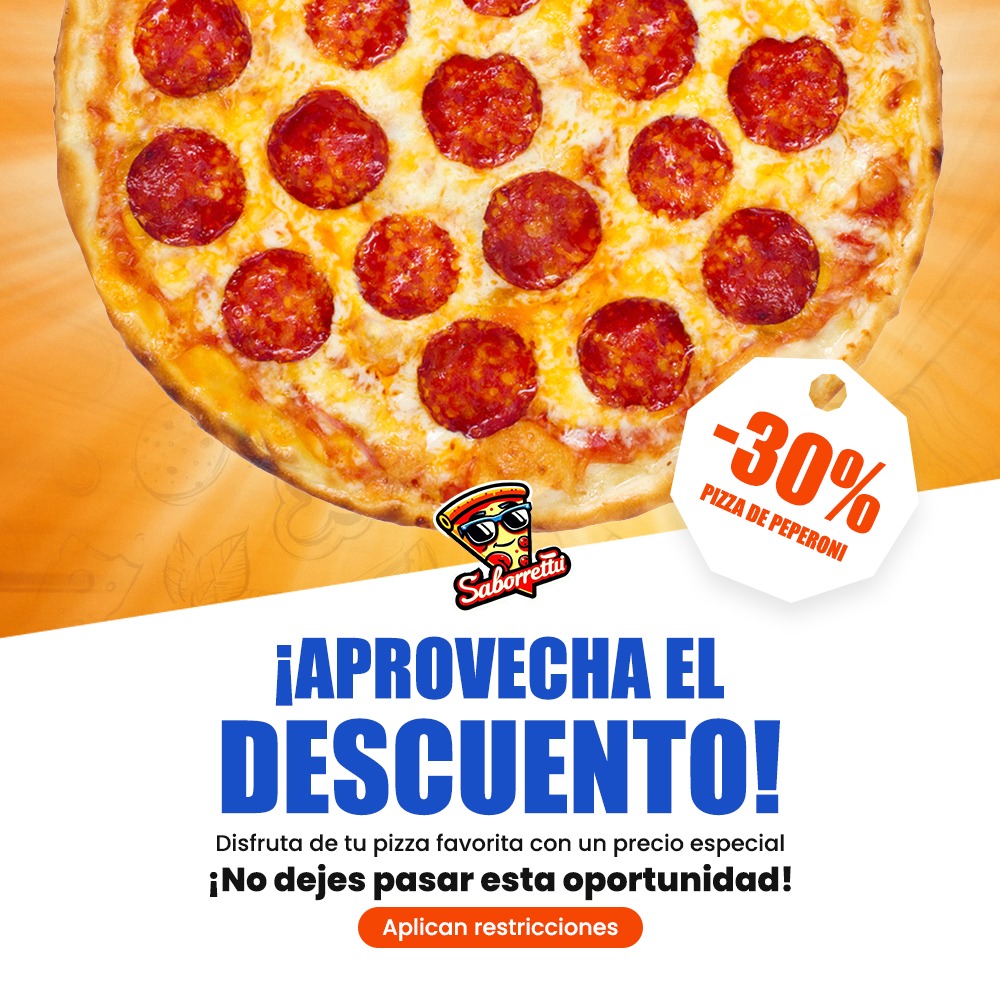 -30%
PIZZA DE PEPERONI
Saborrettu
¡APROVECHA EL
DESCUENTO!
Disfruta de tu pizza favorita con un precio especial
¡No dejes pasar esta oportunidad!
Aplican restricciones